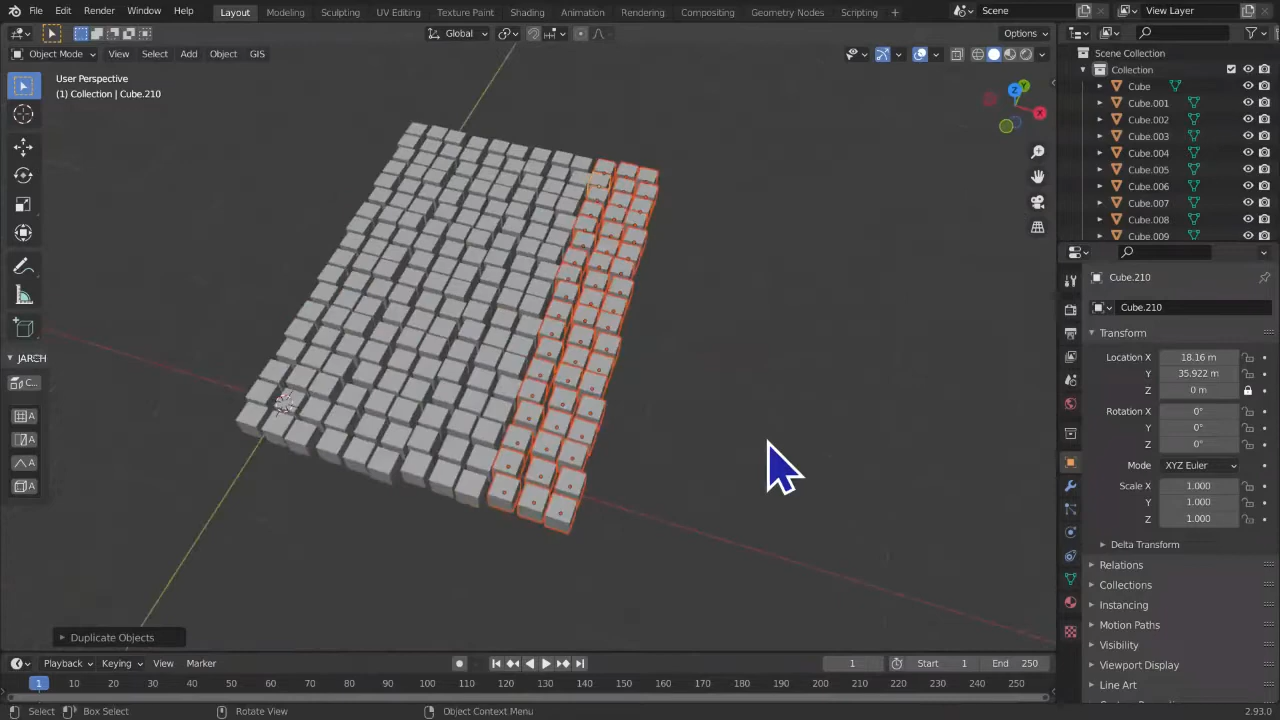 File Edit Render Window Help Layout Modeling Sculpting UV Editing Texture Paint Shading Animation Rendering Compositing Geometry Nodes Scripting + Scene View Layer
Global Options
Object Mode View Select Add Object GIS
User Perspective
(1) Collection | Cube.210
Z
Y
X
JARCH
C...
A
A
A
A
Duplicate Objects
Scene Collection
Collection
Cube
Cube.001
Cube.002
Cube.003
Cube.004
Cube.005
Cube.006
Cube.007
Cube.008
Cube.009
Cube.210
Cube.210
Transform
Location X 18.16 m
Y 35.922 m
Z 0 m
Rotation X 0°
Y 0°
Z 0°
Mode XYZ Euler
Scale X 1.000
Y 1.000
Z 1.000
Delta Transform
Relations
Collections
Instancing
Motion Paths
Visibility
Viewport Display
Line Art
Playback Keying View Marker 1 Start 1 End 250
1 10 20 30 40 50 60 70 80 90 100 110 120 130 140 150 160 170 180 190 200 210 220 230 240 250
Select Box Select Rotate View Object Context Menu 2.93.0